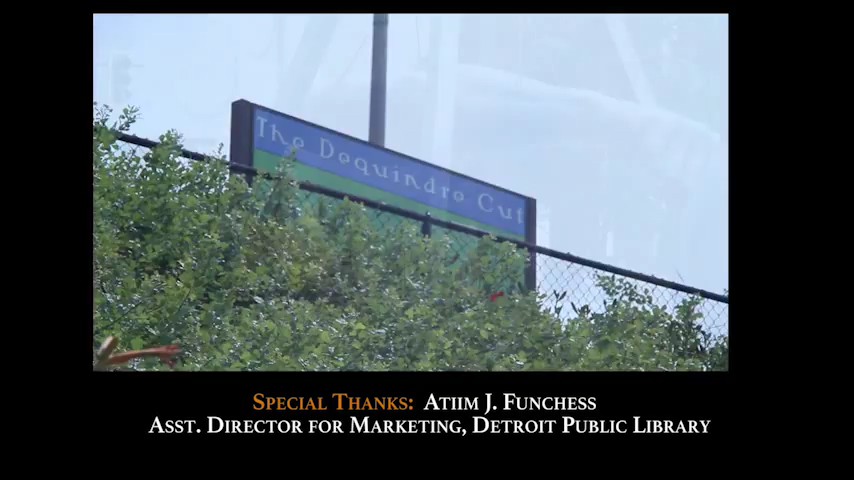 The Dequindre Cut
Special Thanks: Atiim J. Funchess
Asst. Director for Marketing, Detroit Public Library